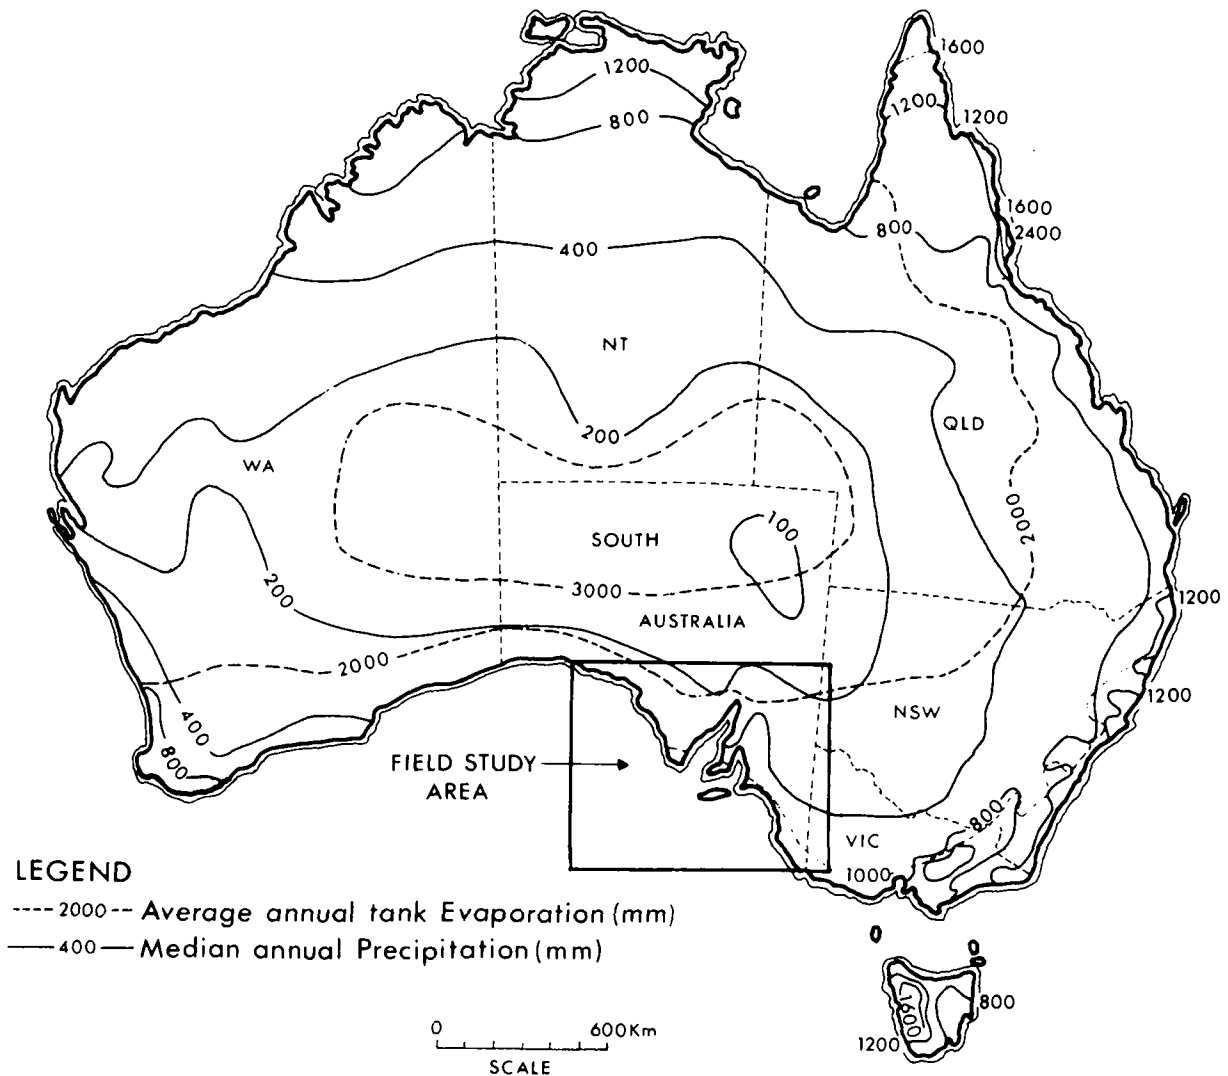 1600
1200
1200
1200
800
1600
2400
800
400
NT
QLD
200
WA
2000
100
SOUTH
3000
200
1200
AUSTRALIA
2000
1200
NSW
400
800
FIELD STUDY
AREA
800
VIC
1000
LEGEND
2000 Average annual tank Evaporation (mm)
400 Median annual Precipitation (mm)
1600
800
1200
0 600Km
SCALE